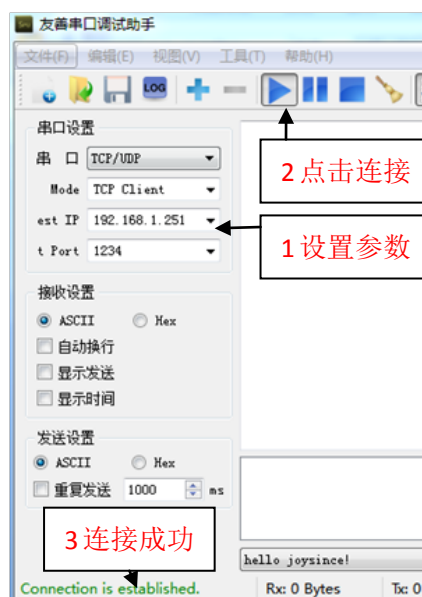 友善串口调试助手
文件(F) 编辑(E) 视图(V) 工具(T) 帮助(H)
LOG
串口设置
串 口 TCP/UDP
Mode TCP Client
est IP 192.168.1.251
t Port 1234
2点击连接
1设置参数
接收设置
ASCII Hex
自动换行
显示发送
显示时间
发送设置
ASCII Hex
重复发送 1000 ms
3连接成功
hello joysince!
Connection is established. Rx: 0 Bytes Tx: 0